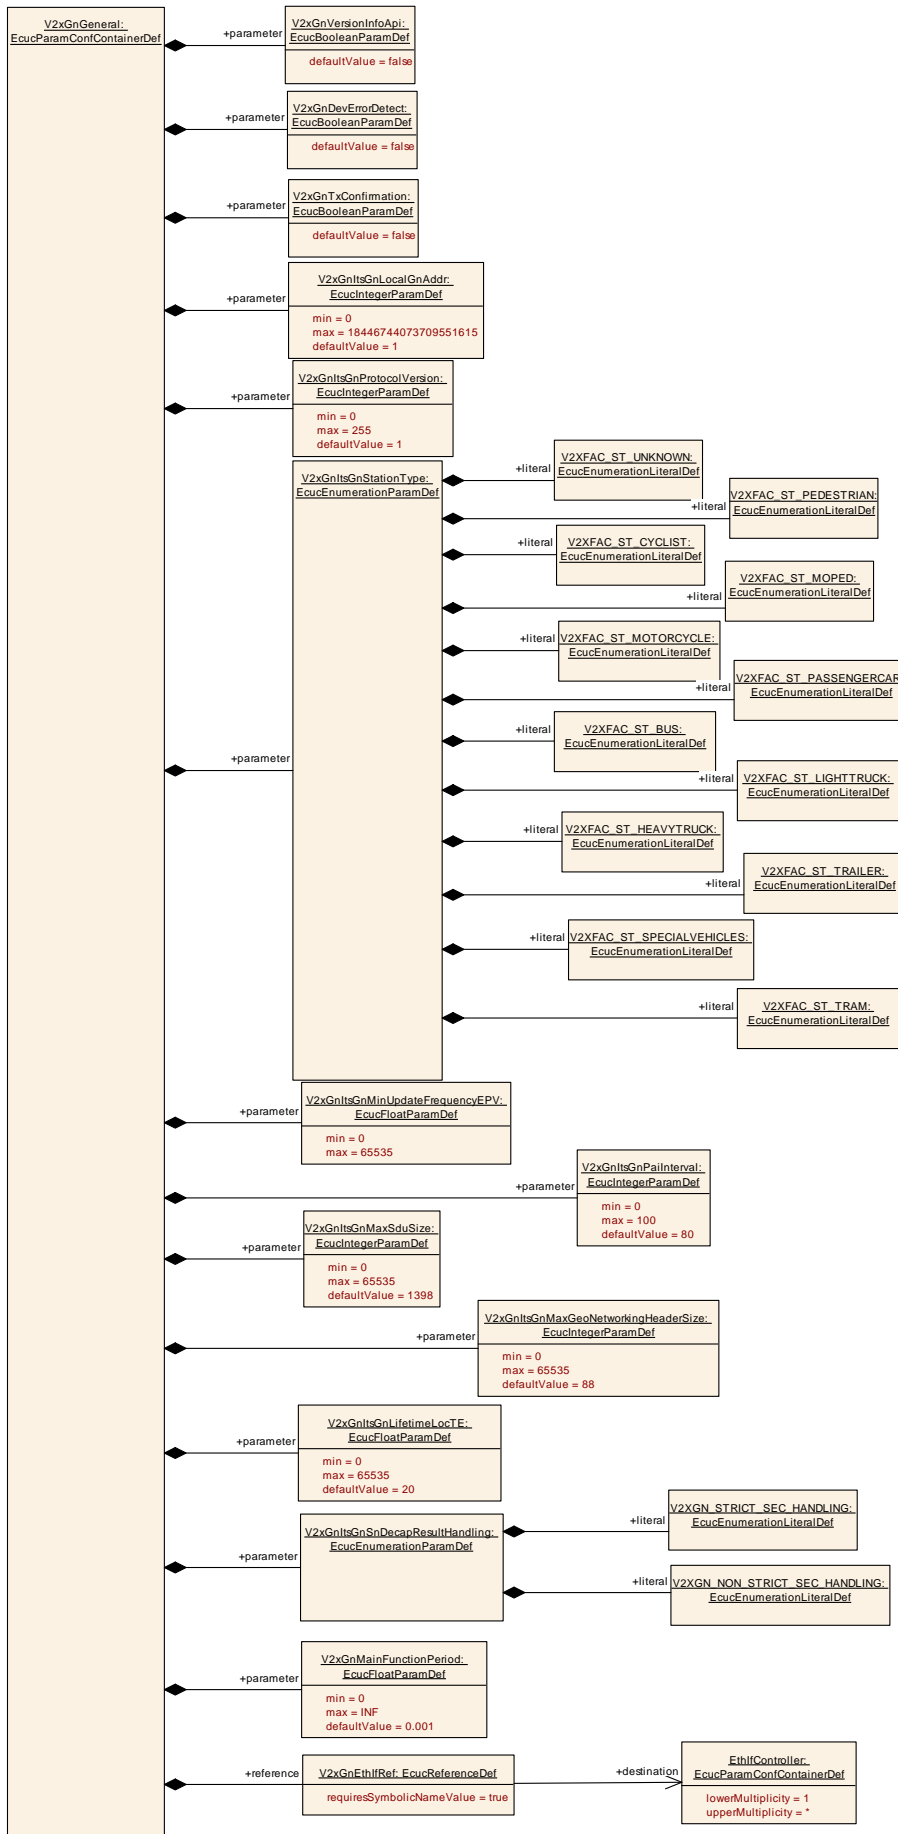 V2xGnGeneral:
EcucParamConfContainerDef
+parameter
V2xGnVersionInfoApi:
EcucBooleanParamDef
defaultValue = false
+parameter
V2xGnDevErrorDetect:
EcucBooleanParamDef
defaultValue = false
+parameter
V2xGnTxConfirmation:
EcucBooleanParamDef
defaultValue = false
+parameter
V2xGnItsGnLocalGnAddr:
EcucIntegerParamDef
min = 0
max = 18446744073709551615
defaultValue = 1
+parameter
V2xGnItsGnProtocolVersion:
EcucIntegerParamDef
min = 0
max = 255
defaultValue = 1
+parameter
V2xGnItsGnStationType:
EcucEnumerationParamDef
+literal
V2XFAC_ST_UNKNOWN:
EcucEnumerationLiteralDef
+literal
V2XFAC_ST_PEDESTRIAN:
EcucEnumerationLiteralDef
+literal
V2XFAC_ST_CYCLIST:
EcucEnumerationLiteralDef
+literal
V2XFAC_ST_MOPED:
EcucEnumerationLiteralDef
+literal
V2XFAC_ST_MOTORCYCLE:
EcucEnumerationLiteralDef
+literal
V2XFAC_ST_PASSENGERCAR
EcucEnumerationLiteralDef
+literal
V2XFAC_ST_BUS:
EcucEnumerationLiteralDef
+literal
V2XFAC_ST_LIGHTTRUCK:
EcucEnumerationLiteralDef
+literal
V2XFAC_ST_HEAVYTRUCK:
EcucEnumerationLiteralDef
+literal
V2XFAC_ST_TRAILER:
EcucEnumerationLiteralDef
+literal
V2XFAC_ST_SPECIALVEHICLES:
EcucEnumerationLiteralDef
+literal
V2XFAC_ST_TRAM:
EcucEnumerationLiteralDef
+parameter
V2xGnItsGnMinUpdateFrequencyEPV:
EcucFloatParamDef
min = 0
max = 65535
+parameter
V2xGnItsGnPaiInterval:
EcucIntegerParamDef
min = 0
max = 100
defaultValue = 80
+parameter
V2xGnItsGnMaxSduSize:
EcucIntegerParamDef
min = 0
max = 65535
defaultValue = 1398
+parameter
V2xGnItsGnMaxGeoNetworkingHeaderSize:
EcucIntegerParamDef
min = 0
max = 65535
defaultValue = 88
+parameter
V2xGnItsGnLifetimeLocTE:
EcucFloatParamDef
min = 0
max = 65535
defaultValue = 20
+parameter
V2xGnItsGnSnDecapResultHandling:
EcucEnumerationParamDef
+literal
V2XGN_STRICT_SEC_HANDLING:
EcucEnumerationLiteralDef
+literal
V2XGN_NON_STRICT_SEC_HANDLING:
EcucEnumerationLiteralDef
+parameter
V2xGnMainFunctionPeriod:
EcucFloatParamDef
min = 0
max = INF
defaultValue = 0.001
+reference
V2xGnEthIfRef: EcucReferenceDef
requiresSymbolicNameValue = true
+destination
EthIfController:
EcucParamConfContainerDef
lowerMultiplicity = 1
upperMultiplicity = *